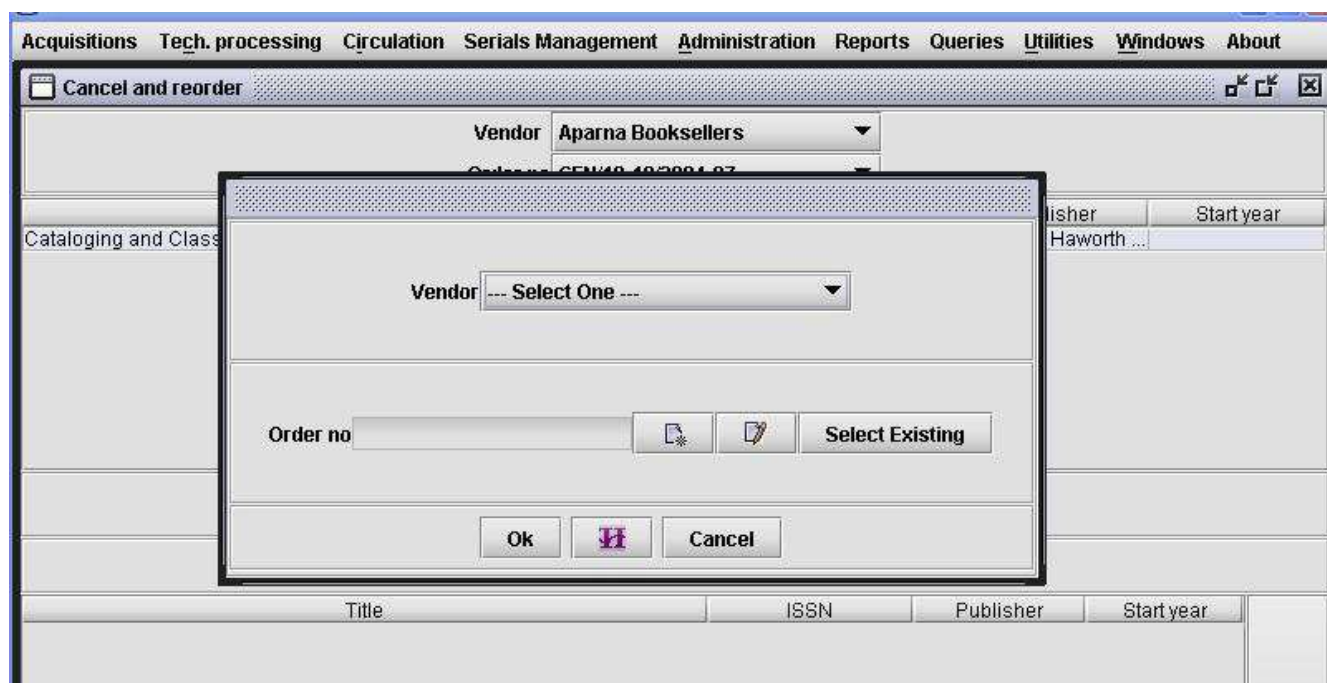 Acquisitions Tech. processing Circulation Serials Management Administration Reports Queries Utilities Windows About
Cancel and reorder
Vendor Aparna Booksellers
lisher Start year
Cataloging and Class Haworth ...
Vendor --- Select One ---
Order no Select Existing
Ok Cancel
Title ISSN Publisher Start year